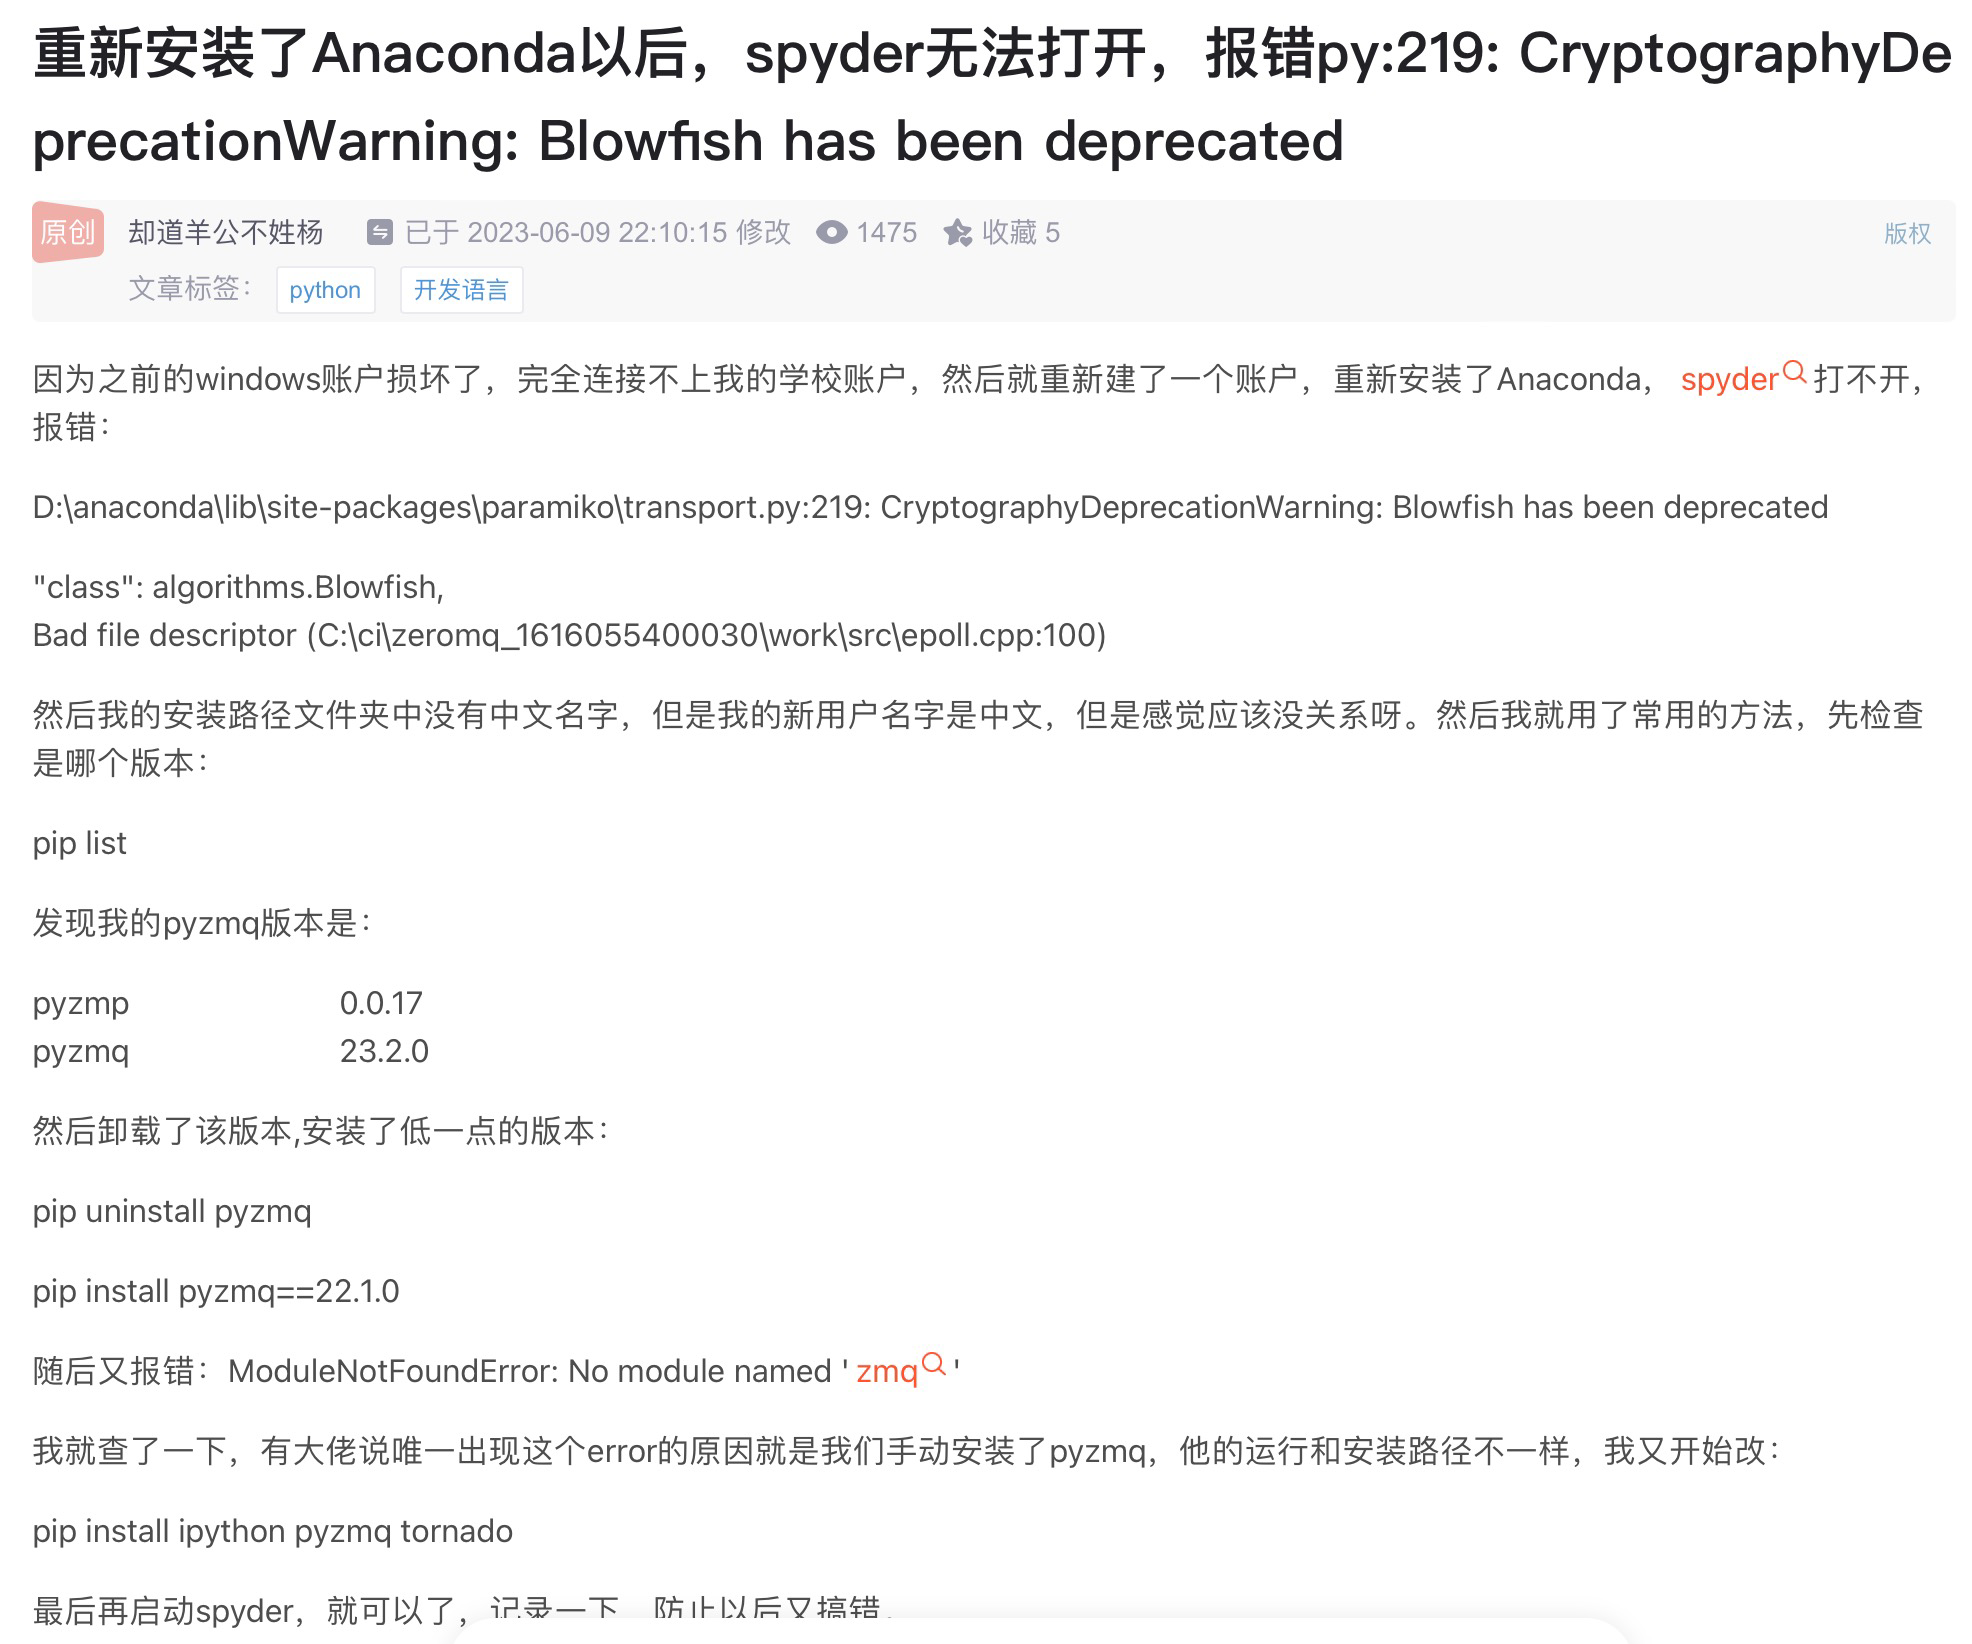 重新安装了Anaconda以后，spyder无法打开，报错py:219: CryptographyDe
precationWarning: Blowfish has been deprecated
原创 却道羊公不姓杨 已于 2023-06-09 22:10:15 修改 1475 收藏 5 版权
文章标签： python 开发语言
因为之前的windows账户损坏了，完全连接不上我的学校账户，然后就重新建了一个账户，重新安装了Anaconda， spyder 打不开，
报错：
D:\anaconda\lib\site-packages\paramiko\transport.py:219: CryptographyDeprecationWarning: Blowfish has been deprecated
"class": algorithms.Blowfish,
Bad file descriptor (C:\ci\zeromq_1616055400030\work\src\epoll.cpp:100)
然后我的安装路径文件夹中没有中文名字，但是我的新用户名字是中文，但是感觉应该没关系呀。然后我就用了常用的方法，先检查
是哪个版本：
pip list
发现我的pyzmq版本是：
pyzmp 0.0.17
pyzmq 23.2.0
然后卸载了该版本,安装了低一点的版本：
pip uninstall pyzmq
pip install pyzmq==22.1.0
随后又报错：ModuleNotFoundError: No module named ' zmq '
我就查了一下，有大佬说唯一出现这个error的原因就是我们手动安装了pyzmq，他的运行和安装路径不一样，我又开始改：
pip install ipython pyzmq tornado
最后再启动spyder，就可以了，记录一下，防止以后又搞错。